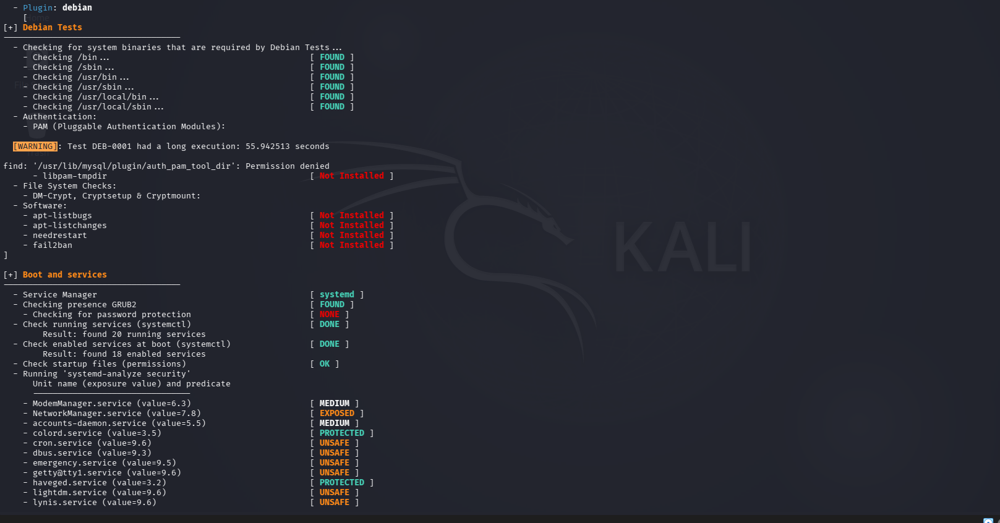 - Plugin: debian
[
Home
[+] Debian Tests
------------------------------------
- Checking for system binaries that are required by Debian Tests...
- Checking /bin... [ FOUND ]
- Checking /sbin... [ FOUND ]
- Checking /usr/bin... [ FOUND ]
- Checking /usr/sbin... [ FOUND ]
- Checking /usr/local/bin... [ FOUND ]
- Checking /usr/local/sbin... [ FOUND ]
- Authentication:
- PAM (Pluggable Authentication Modules):
[WARNING]: Test DEB-0001 had a long execution: 55.942513 seconds
find: '/usr/lib/mysql/plugin/auth_pam_tool_dir': Permission denied
- libpam-tmpdir [ Not Installed ]
- File System Checks:
- DM-Crypt, Cryptsetup & Cryptmount:
- Software:
- apt-listbugs [ Not Installed ]
- apt-listchanges [ Not Installed ]
- needrestart [ Not Installed ]
- fail2ban [ Not Installed ]
]
[+] Boot and services
------------------------------------
- Service Manager [ systemd ]
- Checking presence GRUB2 [ FOUND ]
- Checking for password protection [ NONE ]
- Check running services (systemctl) [ DONE ]
Result: found 20 running services
- Check enabled services at boot (systemctl) [ DONE ]
Result: found 18 enabled services
- Check startup files (permissions) [ OK ]
- Running 'systemd-analyze security'
Unit name (exposure value) and predicate
--------------------------------
- ModemManager.service (value=6.3) [ MEDIUM ]
- NetworkManager.service (value=7.8) [ EXPOSED ]
- accounts-daemon.service (value=5.5) [ MEDIUM ]
- colord.service (value=3.5) [ PROTECTED ]
- cron.service (value=9.6) [ UNSAFE ]
- dbus.service (value=9.3) [ UNSAFE ]
- emergency.service (value=9.5) [ UNSAFE ]
- getty@tty1.service (value=9.6) [ UNSAFE ]
- haveged.service (value=3.2) [ PROTECTED ]
- lightdm.service (value=9.6) [ UNSAFE ]
- lynis.service (value=9.6) [ UNSAFE ]
KALI